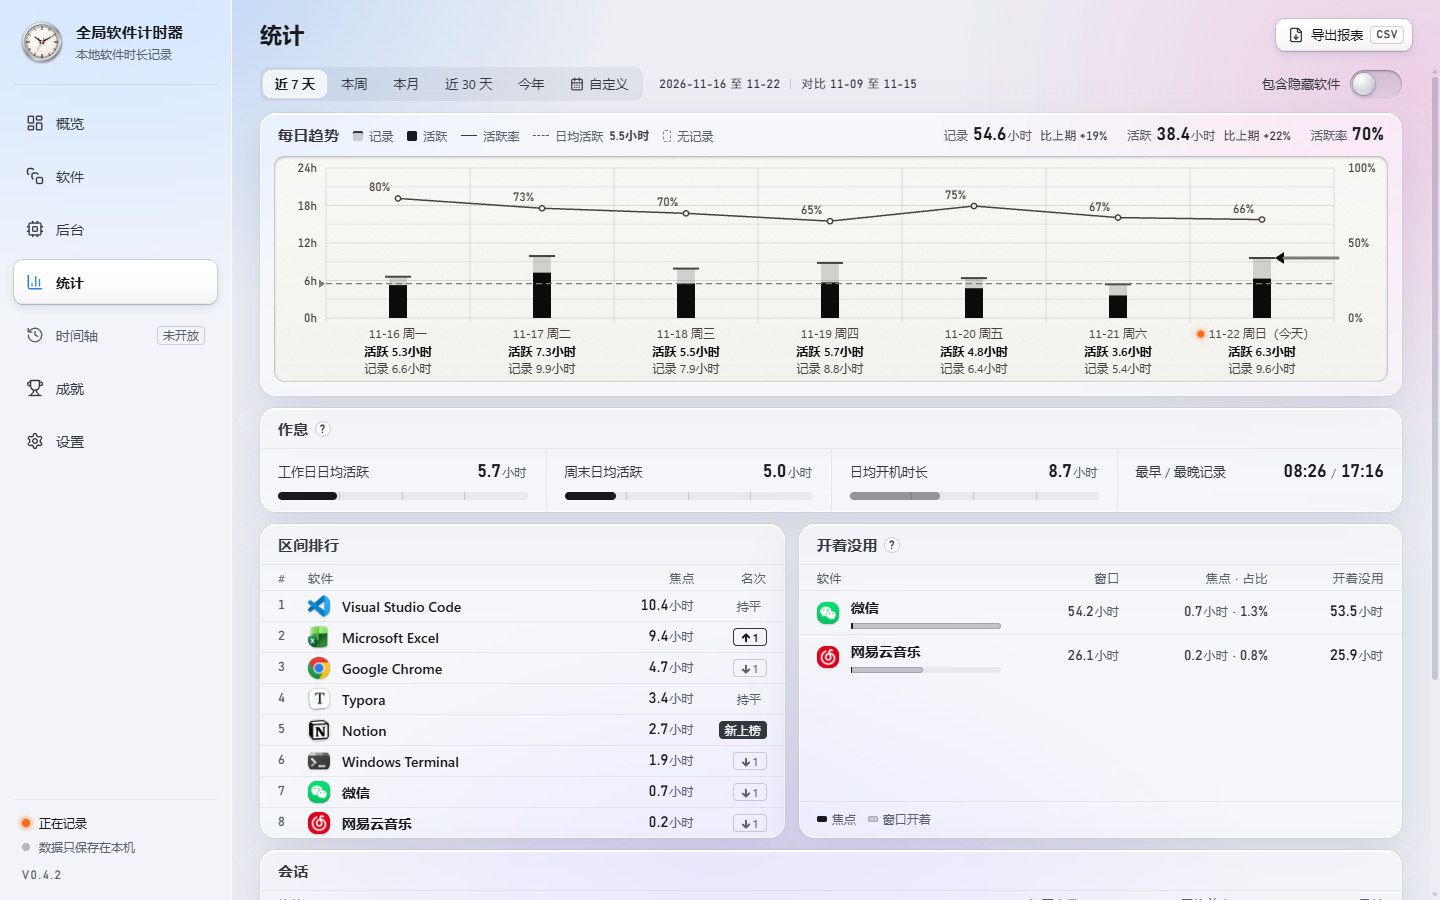 全局软件计时器
本地软件时长记录
概览
软件
后台
统计
时间轴 未开放
成就
设置
正在记录
数据只保存在本机
V0.4.2
统计
导出报表 CSV
近 7 天 本周 本月 近 30 天 今年 自定义 2026-11-16 至 11-22 对比 11-09 至 11-15 包含隐藏软件
每日趋势 记录 活跃 活跃率 日均活跃 5.5小时 无记录 记录 54.6小时 比上期 +19% 活跃 38.4小时 比上期 +22% 活跃率 70%
24h 100%
18h
12h 50%
6h
0h 0%
80% 73% 70% 65% 75% 67% 66%
11-16 周一 11-17 周二 11-18 周三 11-19 周四 11-20 周五 11-21 周六 11-22 周日（今天）
活跃 5.3小时 活跃 7.3小时 活跃 5.5小时 活跃 5.7小时 活跃 4.8小时 活跃 3.6小时 活跃 6.3小时
记录 6.6小时 记录 9.9小时 记录 7.9小时 记录 8.8小时 记录 6.4小时 记录 5.4小时 记录 9.6小时
作息 ?
工作日日均活跃 5.7小时 周末日均活跃 5.0小时 日均开机时长 8.7小时 最早 / 最晚记录 08:26 / 17:16
区间排行
# 软件 焦点 名次
1 Visual Studio Code 10.4小时 持平
2 Microsoft Excel 9.4小时 ↑1
3 Google Chrome 4.7小时 ↓1
4 Typora 3.4小时 持平
5 Notion 2.7小时 新上榜
6 Windows Terminal 1.9小时 ↓1
7 微信 0.7小时 ↓1
8 网易云音乐 0.2小时 ↓1
开着没用 ?
软件 窗口 焦点 · 占比 开着没用
微信 54.2小时 0.7小时 · 1.3% 53.5小时
网易云音乐 26.1小时 0.2小时 · 0.8% 25.9小时
焦点 窗口开着
会话